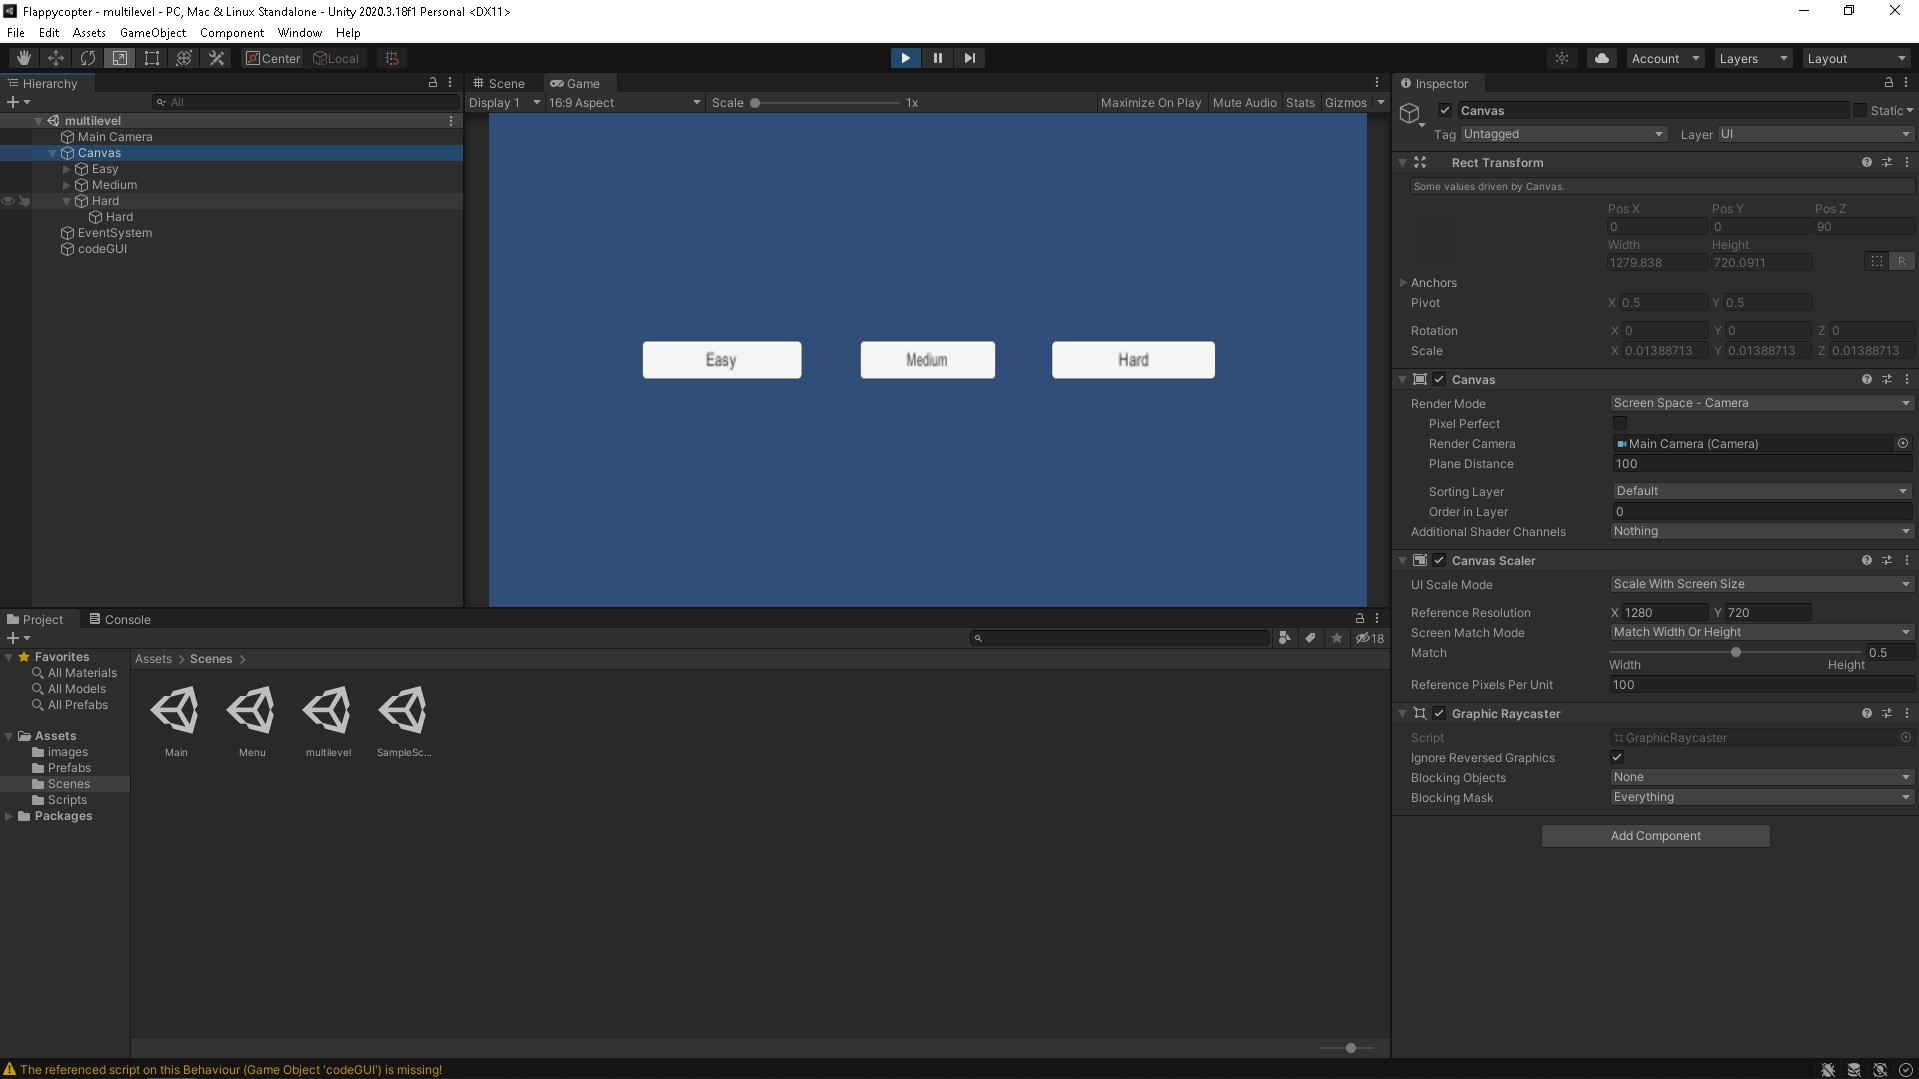 Flappycopter - multilevel - PC, Mac & Linux Standalone - Unity 2020.3.18f1 Personal <DX11>
File Edit Assets GameObject Component Window Help
Center Local Account Layers Layout
Hierarchy
All
multilevel
Main Camera
Canvas
Easy
Medium
Hard
Hard
EventSystem
codeGUI
Scene Game
Display 1 16:9 Aspect Scale 1x Maximize On Play Mute Audio Stats Gizmos
Easy Medium Hard
Inspector
Canvas Static
Tag Untagged Layer UI
Rect Transform
Some values driven by Canvas.
Pos X Pos Y Pos Z
0 0 90
Width Height
1279.838 720.0911 R
Anchors
Pivot X 0.5 Y 0.5
Rotation X 0 Y 0 Z 0
Scale X 0.01388713 Y 0.01388713 Z 0.01388713
Canvas
Render Mode Screen Space - Camera
Pixel Perfect
Render Camera Main Camera (Camera)
Plane Distance 100
Sorting Layer Default
Order in Layer 0
Additional Shader Channels Nothing
Canvas Scaler
UI Scale Mode Scale With Screen Size
Reference Resolution X 1280 Y 720
Screen Match Mode Match Width Or Height
Match 0.5
Width Height
Reference Pixels Per Unit 100
Graphic Raycaster
Script GraphicRaycaster
Ignore Reversed Graphics
Blocking Objects None
Blocking Mask Everything
Add Component
Project Console
18
Favorites
All Materials
All Models
All Prefabs
Assets
images
Prefabs
Scenes
Scripts
Packages
Assets > Scenes >
Main Menu multilevel SampleSc...
The referenced script on this Behaviour (Game Object 'codeGUI') is missing!